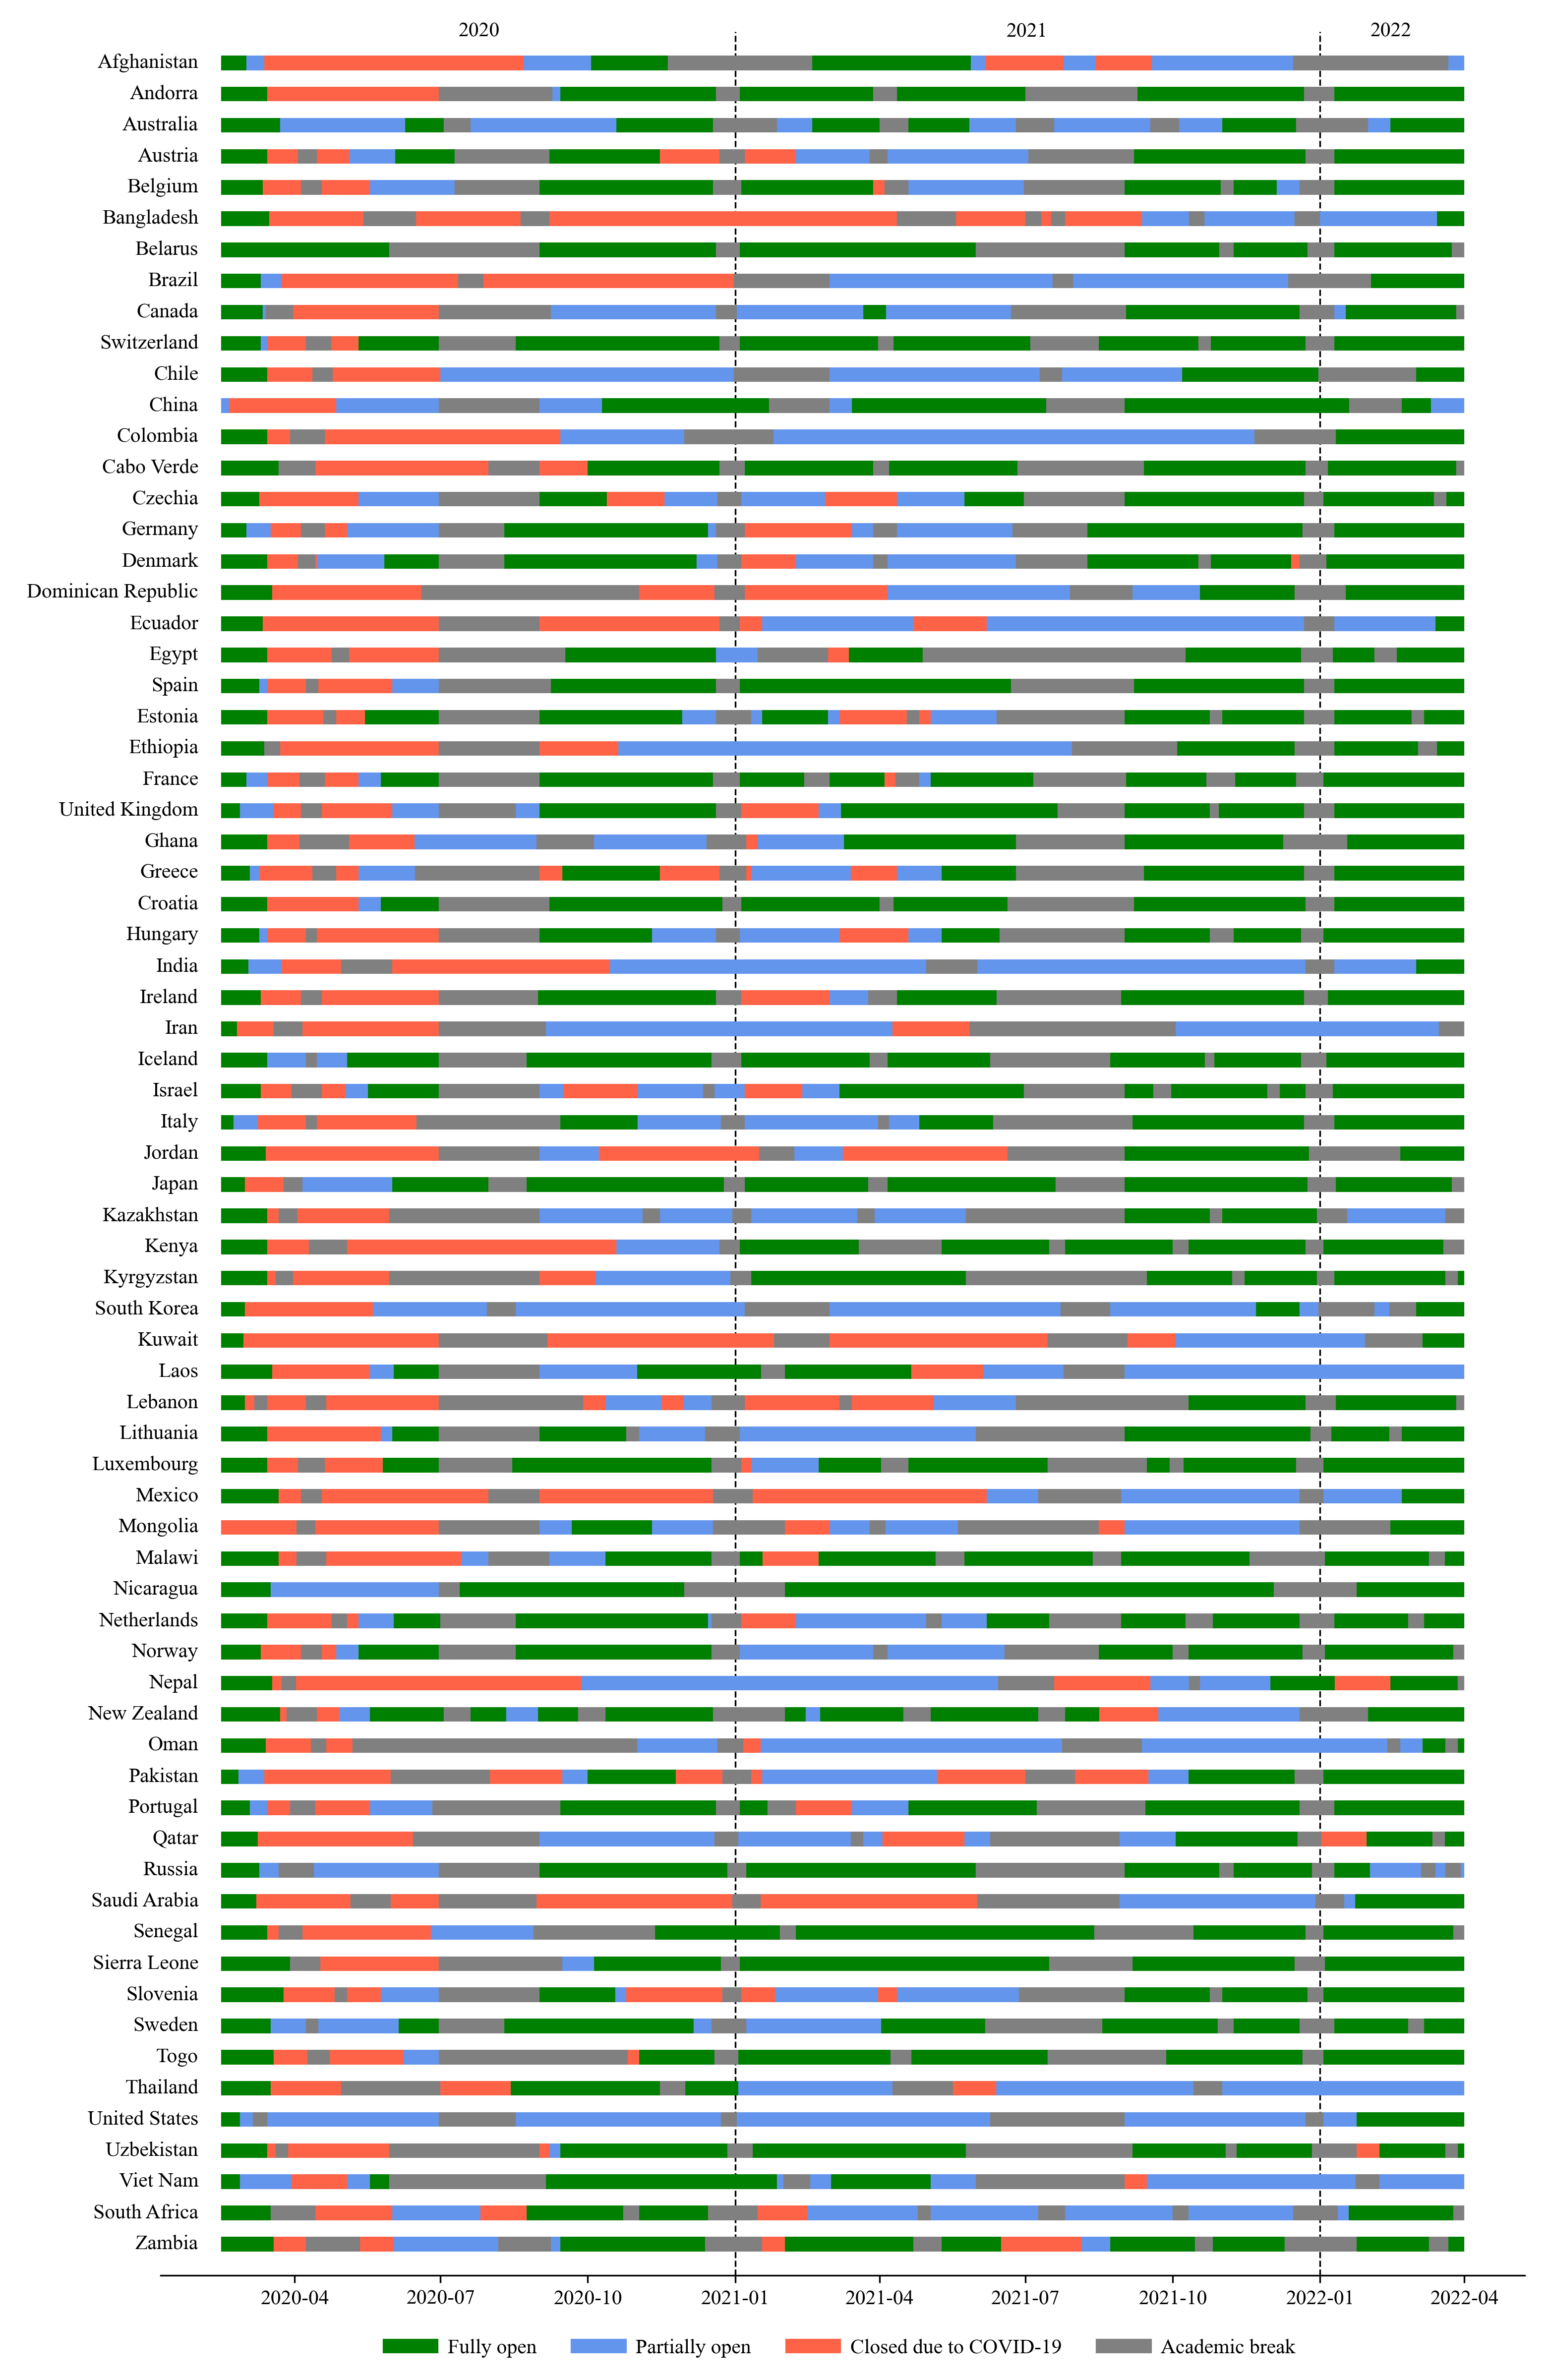 2020 2021 2022
Afghanistan
Andorra
Australia
Austria
Belgium
Bangladesh
Belarus
Brazil
Canada
Switzerland
Chile
China
Colombia
Cabo Verde
Czechia
Germany
Denmark
Dominican Republic
Ecuador
Egypt
Spain
Estonia
Ethiopia
France
United Kingdom
Ghana
Greece
Croatia
Hungary
India
Ireland
Iran
Iceland
Israel
Italy
Jordan
Japan
Kazakhstan
Kenya
Kyrgyzstan
South Korea
Kuwait
Laos
Lebanon
Lithuania
Luxembourg
Mexico
Mongolia
Malawi
Nicaragua
Netherlands
Norway
Nepal
New Zealand
Oman
Pakistan
Portugal
Qatar
Russia
Saudi Arabia
Senegal
Sierra Leone
Slovenia
Sweden
Togo
Thailand
United States
Uzbekistan
Viet Nam
South Africa
Zambia
2020-04 2020-07 2020-10 2021-01 2021-04 2021-07 2021-10 2022-01 2022-04
Fully open Partially open Closed due to COVID-19 Academic break